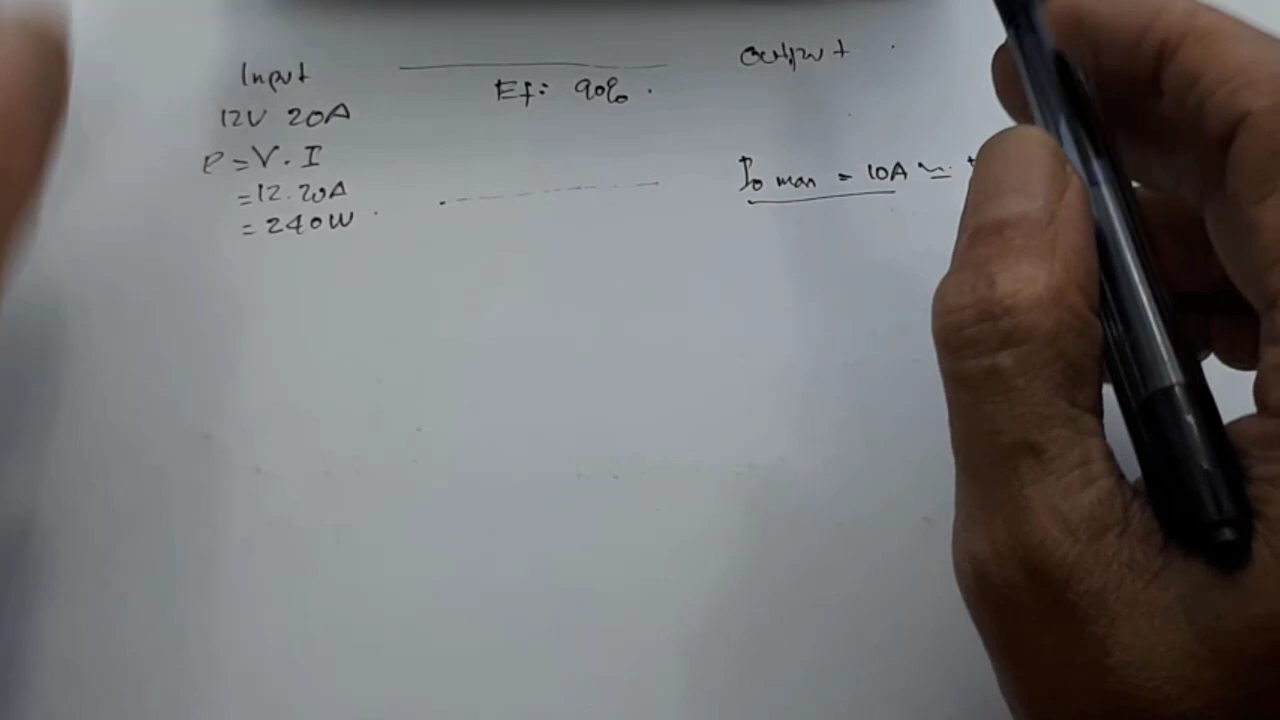 Input
12V 20A
P = V. I
= 12. 20A
= 240W
Ef: 90% .
Output
Io max = 10A